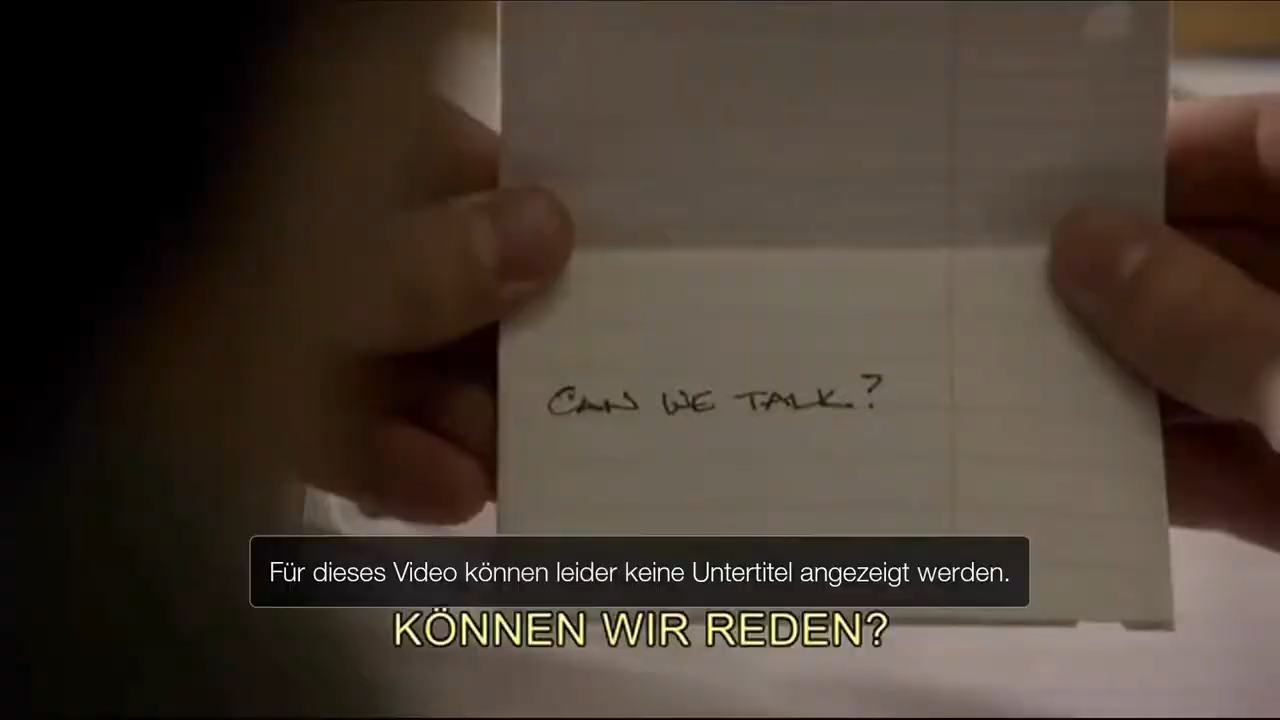 CAN WE TALK?
Für dieses Video können leider keine Untertitel angezeigt werden.
KÖNNEN WIR REDEN?